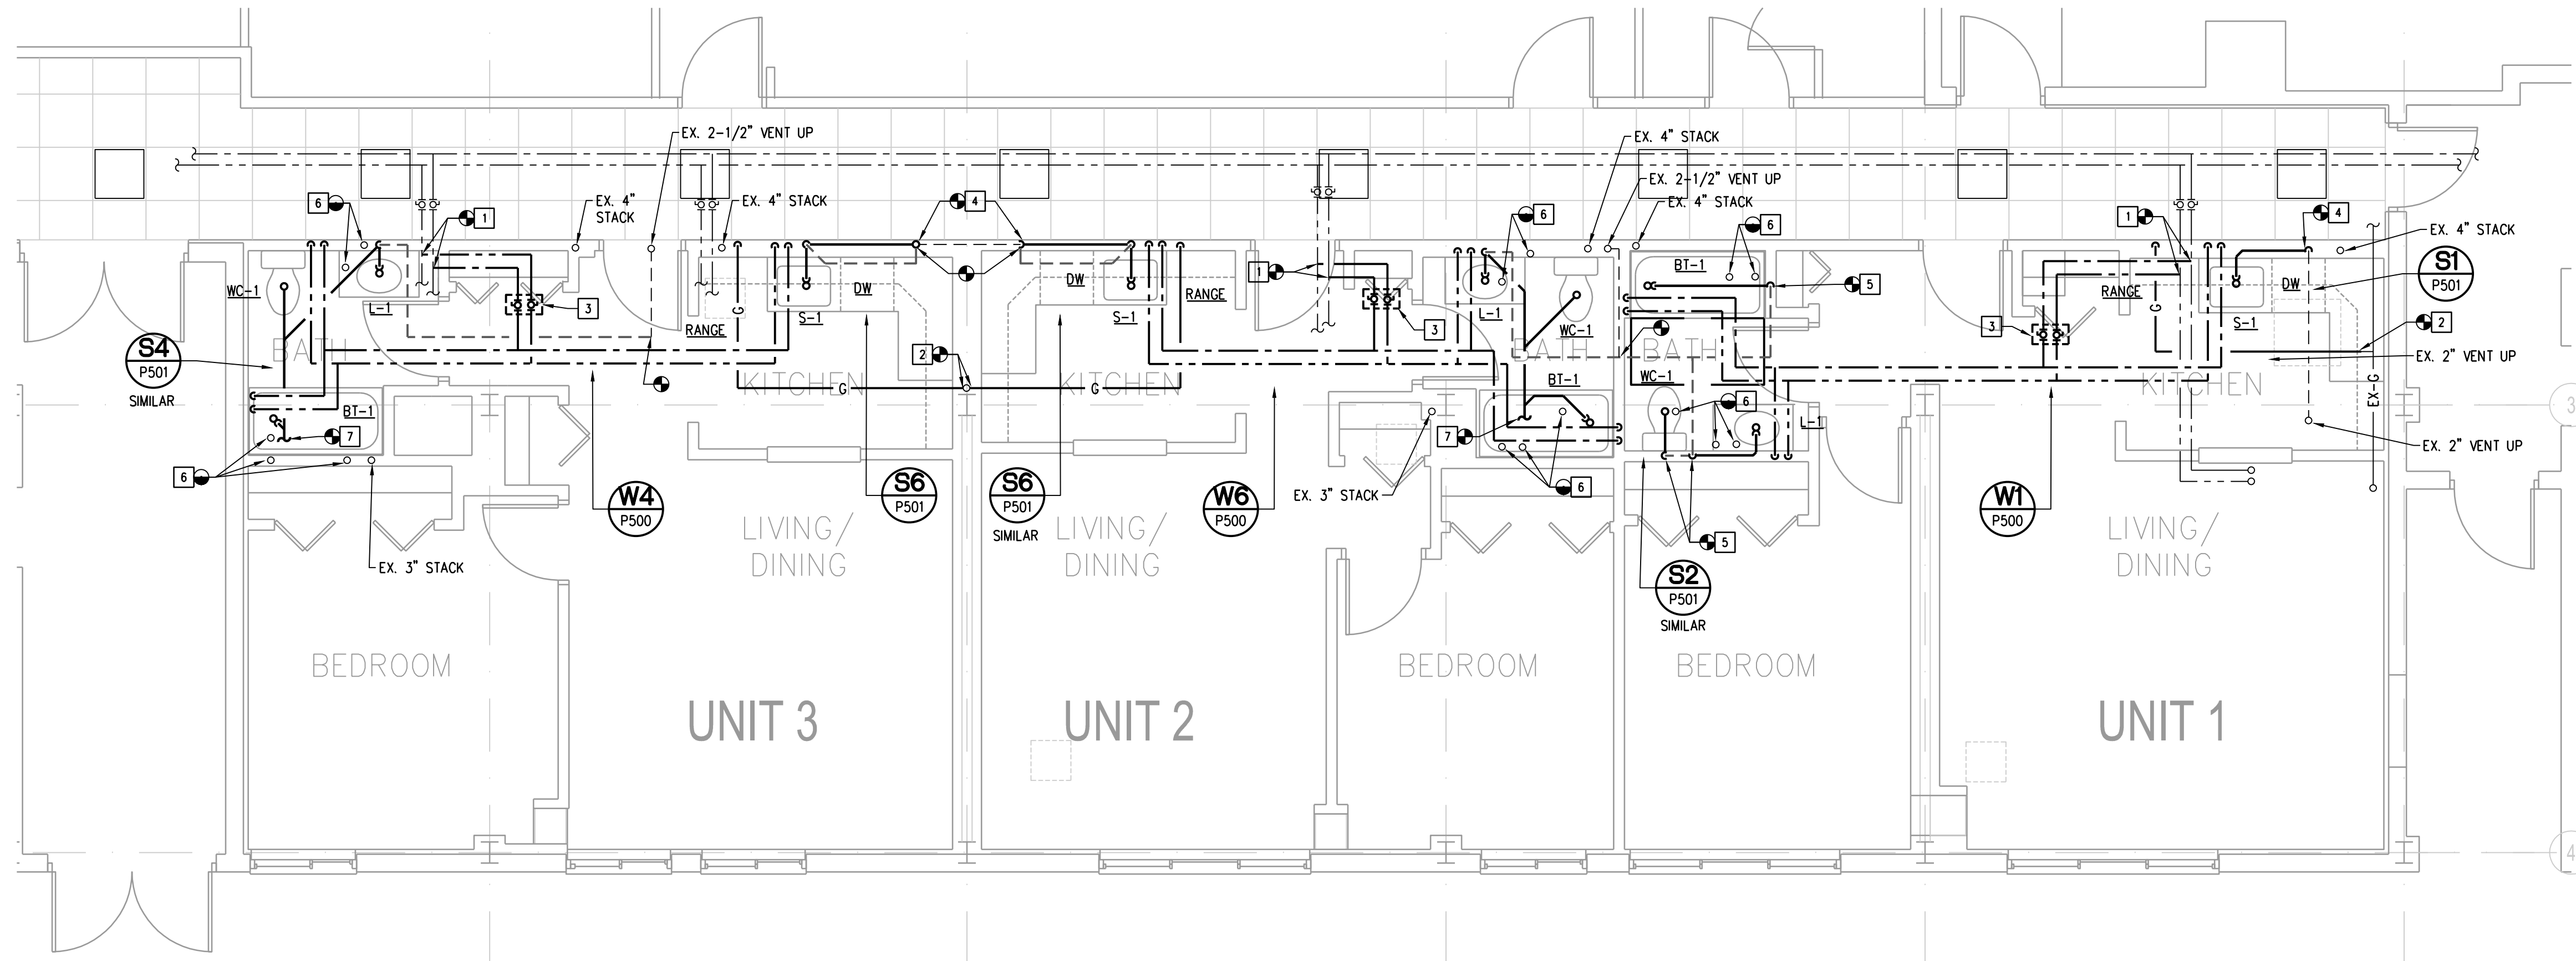 EX. 2-1/2" VENT UP
EX. 4" STACK
EX. 2-1/2" VENT UP
EX. 4"
STACK
EX. 4" STACK
EX. 4" STACK
6
1
4
6
6
1
4
EX. 4" STACK
S1
P501
WC-1
L-1
3
RANGE
G
DW
S-1
DW
S-1
RANGE
1
3
L-1
WC-1
BT-1
5
3
RANGE
G
DW
S-1
2
EX. 2" VENT UP
S4
P501
SIMILAR
BATH
2
KITCHEN
KITCHEN
BATH
BATH
KITCHEN
G
G
WC-1
BT-1
EX-G
3
BT-1
7
6
L-1
7
6
EX. 2" VENT UP
6
W4
P500
S6
P501
S6
P501
SIMILAR
W6
P500
EX. 3" STACK
W1
P500
EX. 3" STACK
LIVING/
DINING
LIVING/
DINING
5
S2
P501
SIMILAR
LIVING/
DINING
BEDROOM
BEDROOM
BEDROOM
UNIT 3
UNIT 2
UNIT 1
4